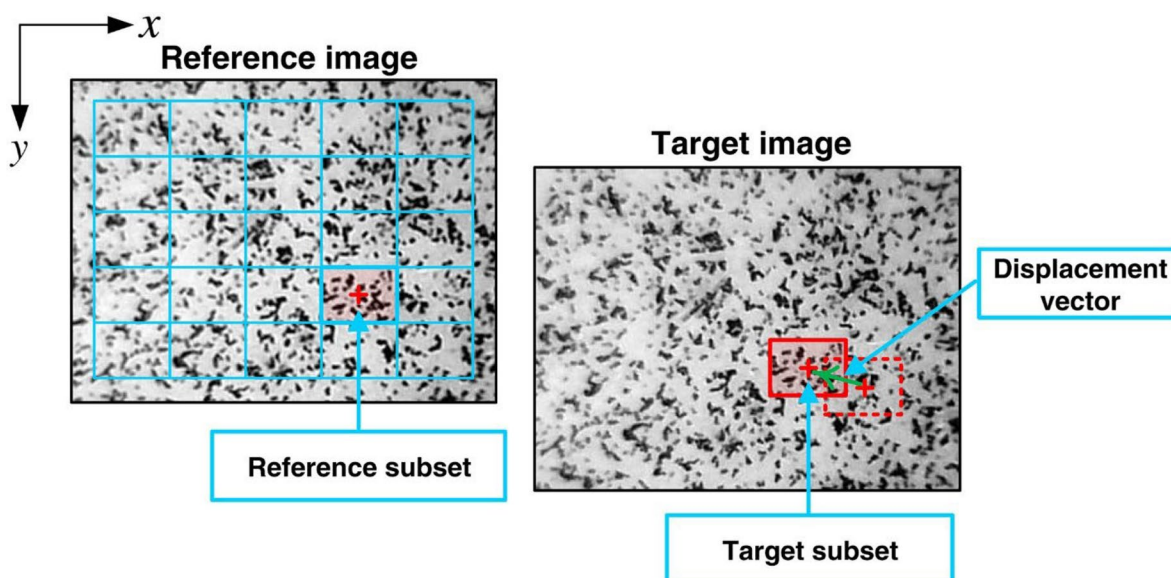 x
Reference image
y
Target image
Displacement
vector
Reference subset
Target subset